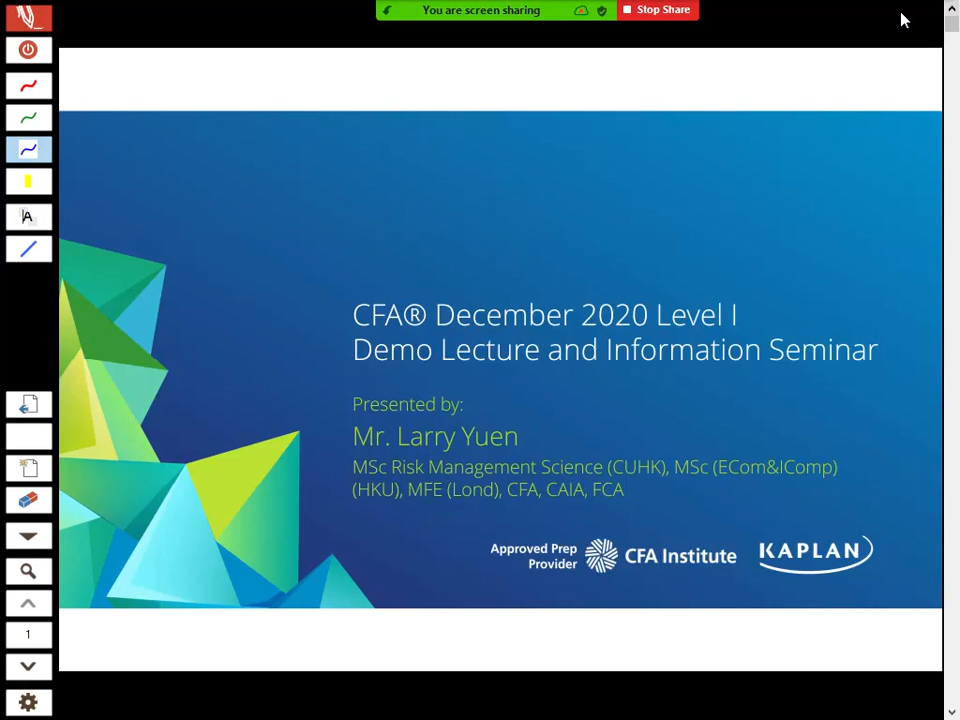 You are screen sharing
Stop Share
A
CFA® December 2020 Level I
Demo Lecture and Information Seminar
Presented by:
Mr. Larry Yuen
MSc Risk Management Science (CUHK), MSc (ECom&IComp)
(HKU), MFE (Lond), CFA, CAIA, FCA
Approved Prep
Provider
CFA Institute
KAPLAN
1